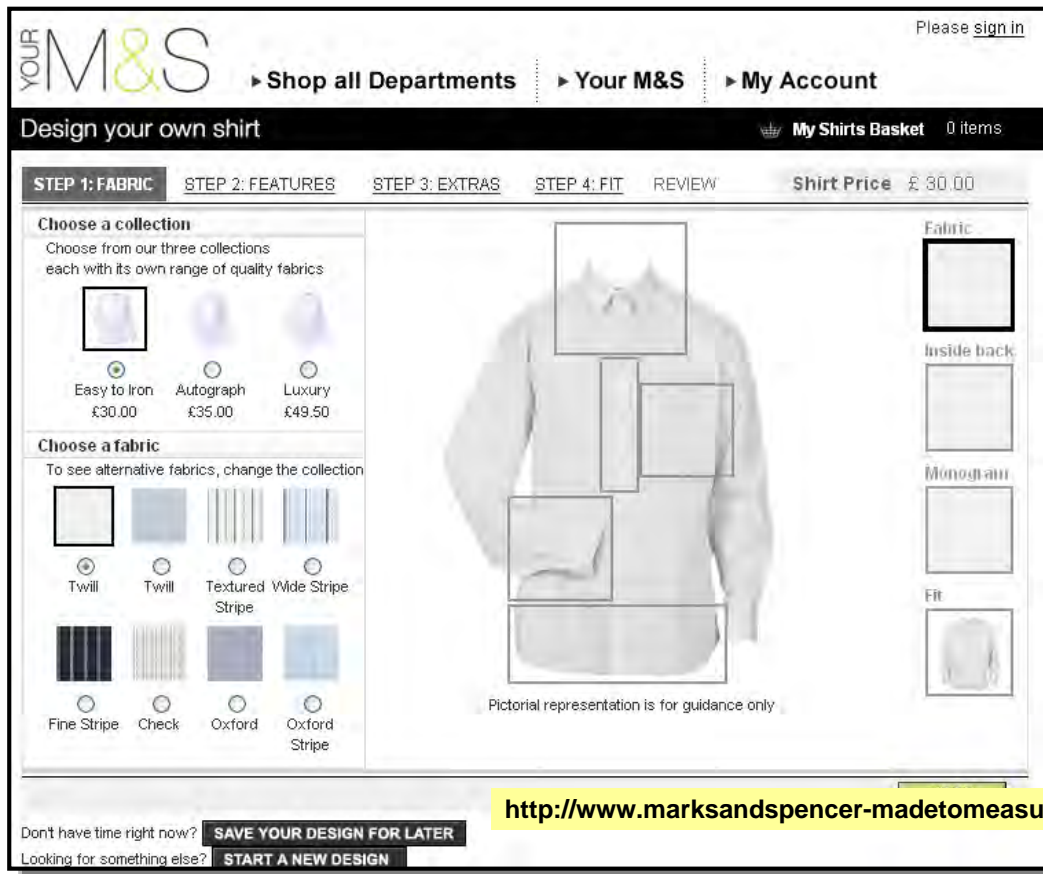 Please sign in
YOUR M&S
Shop all Departments Your M&S My Account
Design your own shirt My Shirts Basket 0 items
STEP 1: FABRIC STEP 2: FEATURES STEP 3: EXTRAS STEP 4: FIT REVIEW Shirt Price £ 30.00
Choose a collection
Choose from our three collections
each with its own range of quality fabrics
Easy to Iron Autograph Luxury
£30.00 £35.00 £49.50
Choose a fabric
To see alternative fabrics, change the collection
Twill Twill Textured Stripe Wide Stripe
Fine Stripe Check Oxford Oxford Stripe
Pictorial representation is for guidance only
Fabric
Inside back
Monogram
Fit
http://www.marksandspencer-madetomeasu
Don't have time right now? SAVE YOUR DESIGN FOR LATER
Looking for something else? START A NEW DESIGN